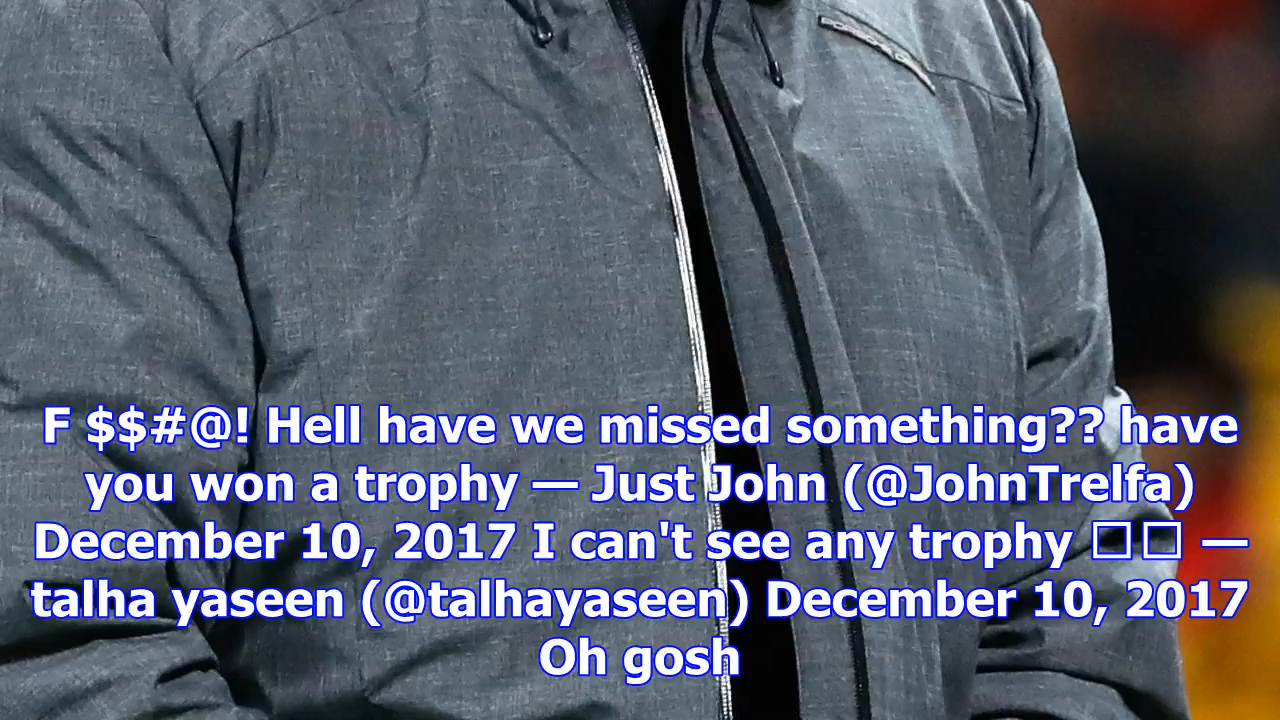 F $$#@! Hell have we missed something?? have
you won a trophy — Just John (@JohnTrelfa)
December 10, 2017 I can't see any trophy □□ —
talha yaseen (@talhayaseen) December 10, 2017
Oh gosh